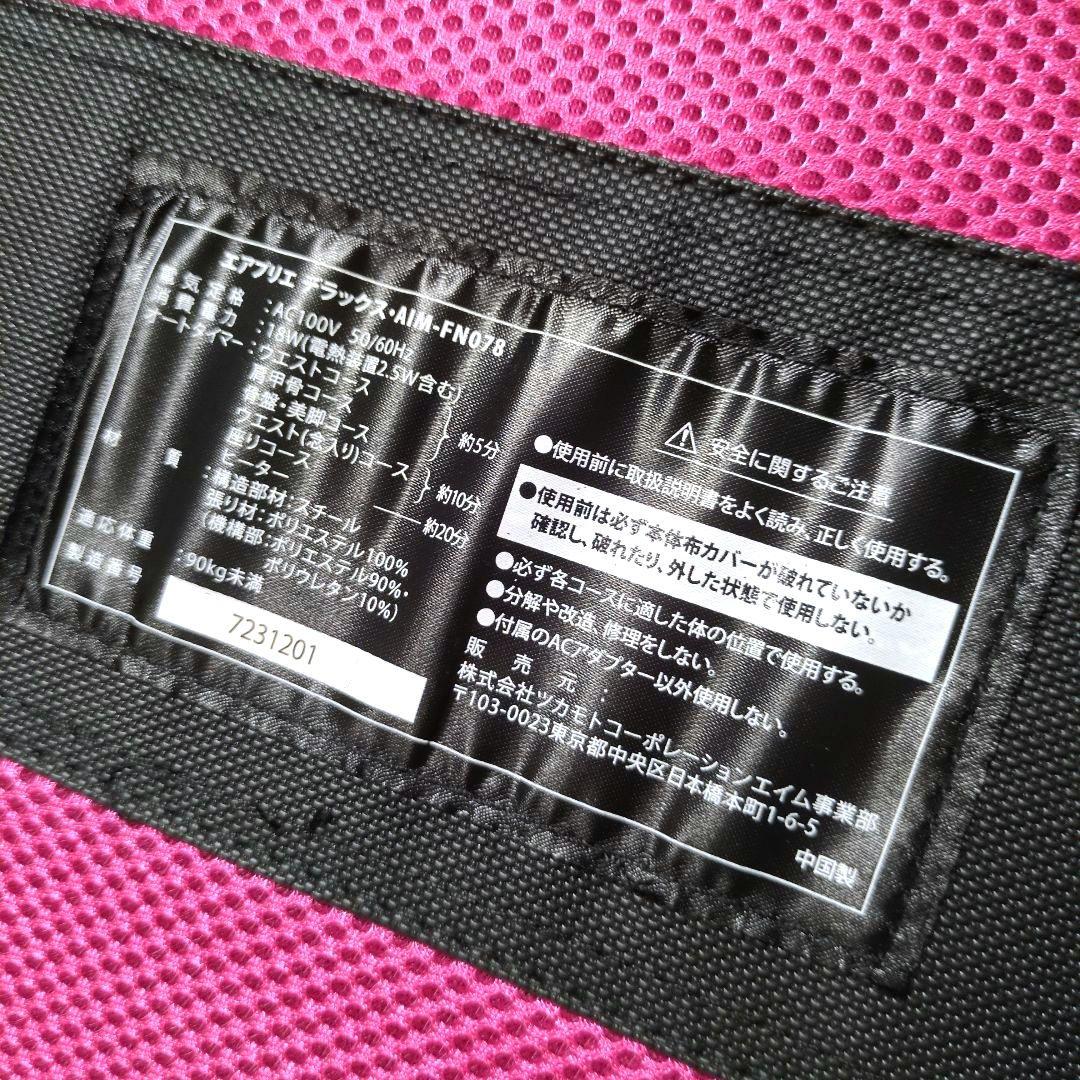 エアプリエ デラックス・AIM-FN078
電気定格 : AC100V 50/60Hz
消費電力 : 18W(電熱装置2.5W含む)
オートタイマー : ウエストコース
肩甲骨コース
骨盤・美脚コース
約5分
ウエスト(念入り)コース
座りコース
約10分
ヒーター ―― 約20分
材質 : 構造部材:スチール
張り材:ポリエステル100%
(機構部:ポリエステル90%・
ポリウレタン10%)
適応体重 : 90kg未満
製造番号
7231201
安全に関するご注意
●使用前に取扱説明書をよく読み、正しく使用する。
●使用前は必ず本体布カバーが破れていないか
確認し、破れたり、外した状態で使用しない。
●必ず各コースに適した体の位置で使用する。
●分解や改造、修理をしない。
●付属のACアダプター以外使用しない。
販売元:
株式会社ツカモトコーポレーションエイム事業部
〒103-0023東京都中央区日本橋本町1-6-5
中国製